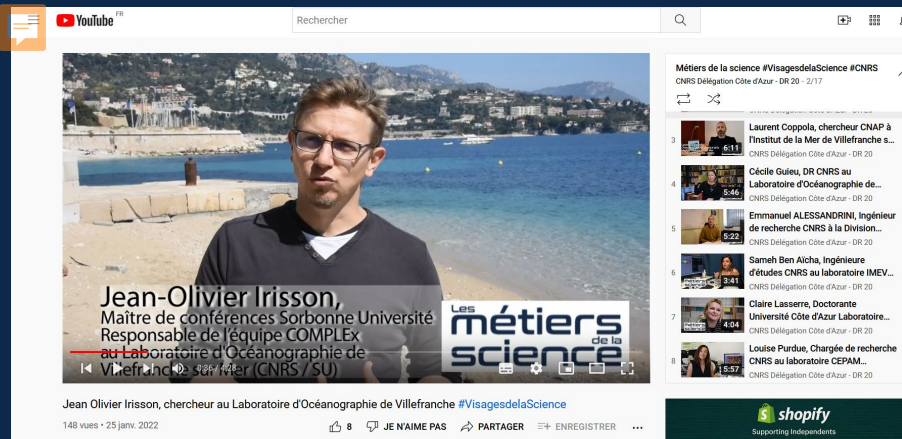 YouTube FR
Rechercher
Jean-Olivier Irisson,
Maître de conférences Sorbonne Université
Responsable de l'équipe COMPLEx
au Laboratoire d'Océanographie de
Villefranche sur Mer (CNRS / SU)
Les
métiers
de la
science
0:36 / 4:28
Jean Olivier Irisson, chercheur au Laboratoire d'Océanographie de Villefranche #VisagesdelaScience
148 vues • 25 janv. 2022
8 JE N'AIME PAS PARTAGER ENREGISTRER
Métiers de la science #VisagesdelaScience #CNRS
CNRS Délégation Côte d'Azur - DR 20 - 2/17
CNRS Délégation Côte d'Azur - DR 20
3
6:11
Laurent Coppola, chercheur CNAP à
l'Institut de la Mer de Villefranche s...
CNRS Délégation Côte d'Azur - DR 20
4
5:46
Cécile Guieu, DR CNRS au
Laboratoire d'Océanographie de...
CNRS Délégation Côte d'Azur - DR 20
5
5:22
Emmanuel ALESSANDRINI, Ingénieur
de recherche CNRS à la Division...
CNRS Délégation Côte d'Azur - DR 20
6
3:41
Sameh Ben Aïcha, Ingénieure
d'études CNRS au laboratoire IMEV...
CNRS Délégation Côte d'Azur - DR 20
7
4:04
Claire Lasserre, Doctorante
Université Côte d'Azur Laboratoire...
CNRS Délégation Côte d'Azur - DR 20
8
5:57
Louise Purdue, Chargée de recherche
CNRS au laboratoire CEPAM...
CNRS Délégation Côte d'Azur - DR 20
shopify
Supporting Independents